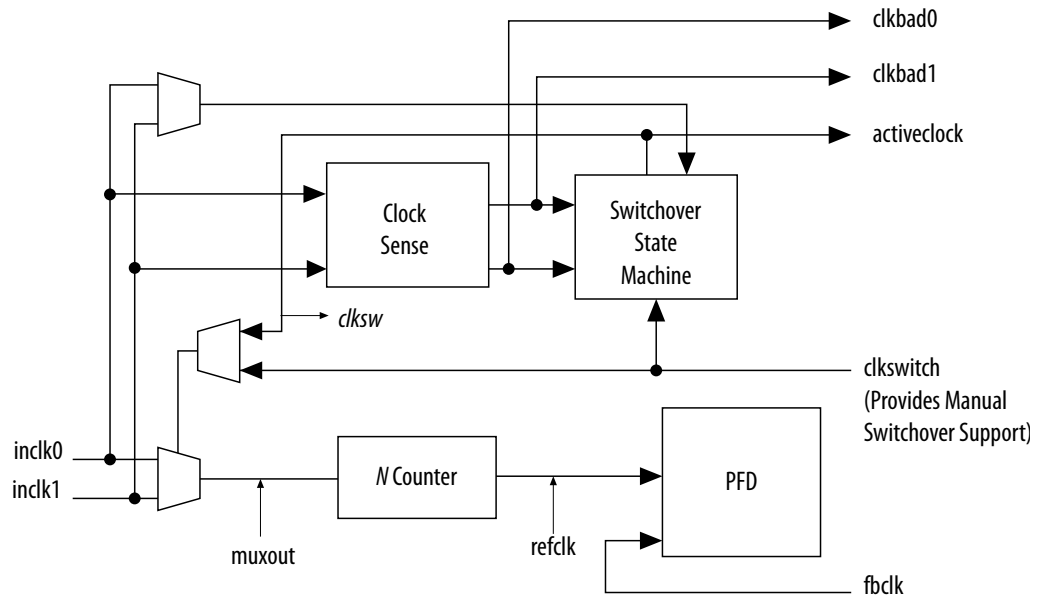 clkbad0
clkbad1
activeclock
Clock
Sense
Switchover
State
Machine
clksw
clkswitch
(Provides Manual
Switchover Support)
inclk0
inclk1
N Counter
PFD
muxout
refclk
fbclk